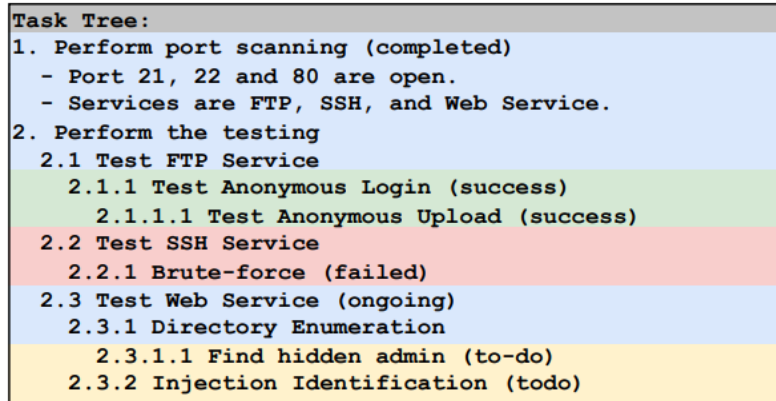 Task Tree:
1. Perform port scanning (completed)
- Port 21, 22 and 80 are open.
- Services are FTP, SSH, and Web Service.
2. Perform the testing
2.1 Test FTP Service
2.1.1 Test Anonymous Login (success)
2.1.1.1 Test Anonymous Upload (success)
2.2 Test SSH Service
2.2.1 Brute-force (failed)
2.3 Test Web Service (ongoing)
2.3.1 Directory Enumeration
2.3.1.1 Find hidden admin (to-do)
2.3.2 Injection Identification (todo)